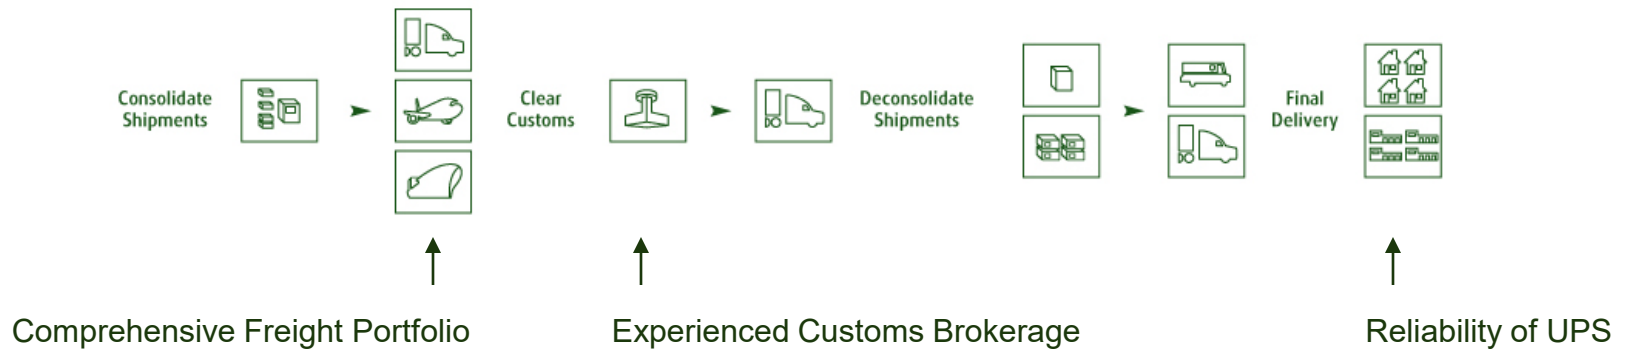 Consolidate
Shipments
Clear
Customs
Deconsolidate
Shipments
Final
Delivery
Comprehensive Freight Portfolio
Experienced Customs Brokerage
Reliability of UPS